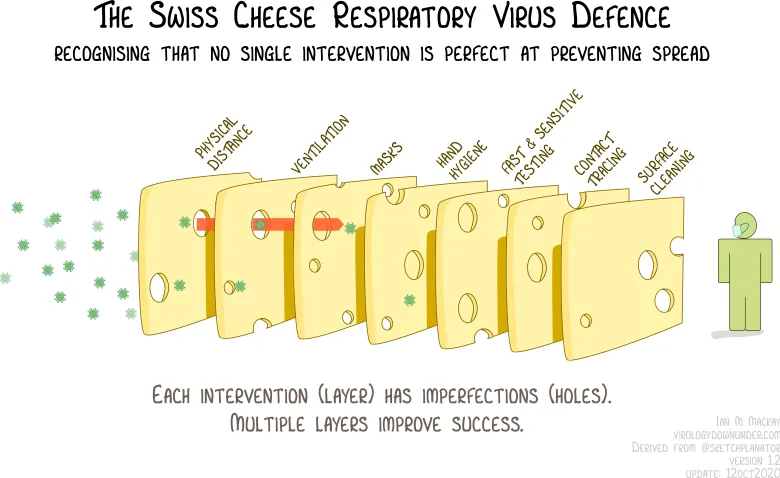 The Swiss Cheese Respiratory Virus Defence
recognising that no single intervention is perfect at preventing spread
Physical
distance
Ventilation
Masks
Hand
hygiene
Fast & sensitive
testing
Contact
tracing
Surface
cleaning
Each intervention (layer) has imperfections (holes).
Multiple layers improve success.
Ian M Mackay
virologydownunder.com
Derived from @sketchplanator
version 1.2
update: 12oct2020